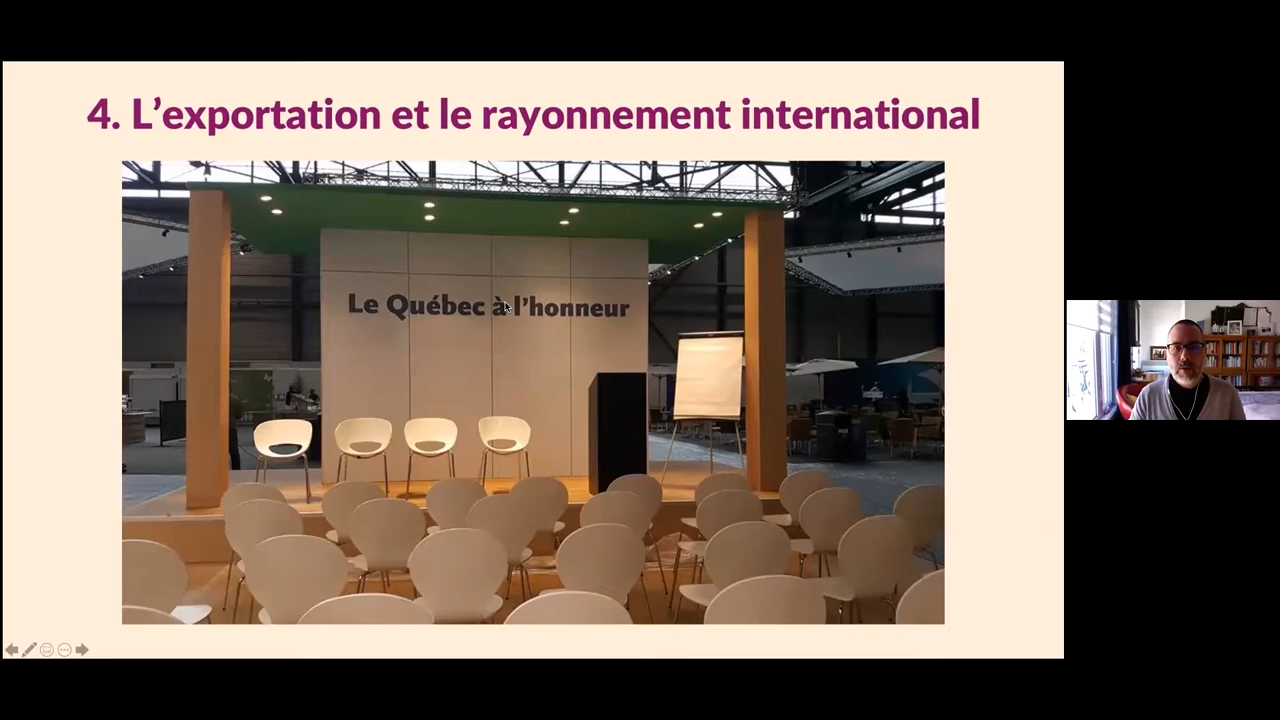 4. L’exportation et le rayonnement international
Le Québec à l’honneur